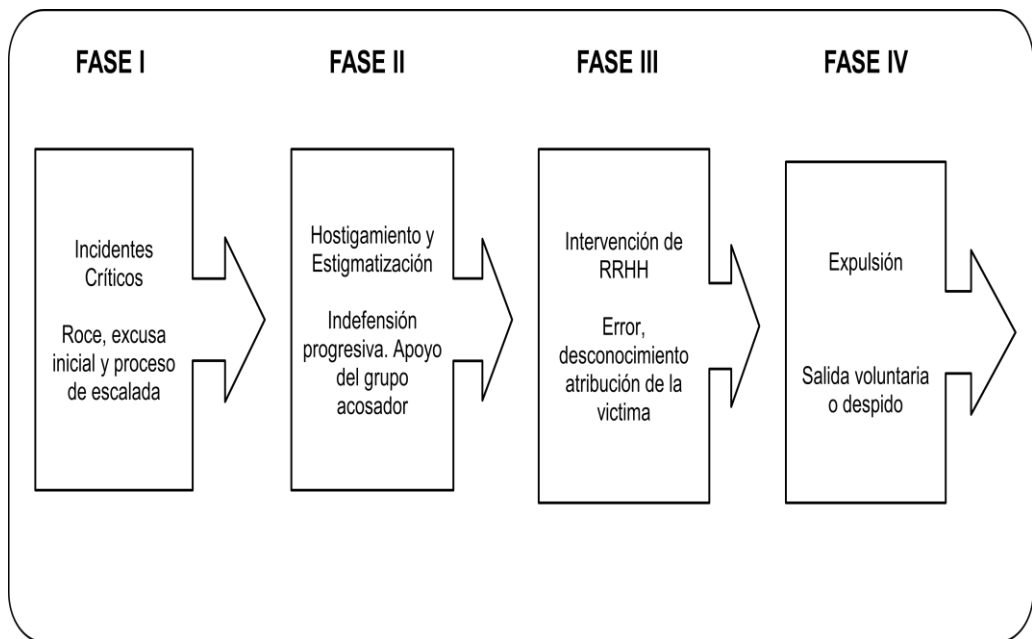 FASE I
FASE II
FASE III
FASE IV
Incidentes
Críticos
Roce, excusa
inicial y proceso
de escalada
Hostigamiento y
Estigmatización
Indefensión
progresiva. Apoyo
del grupo
acosador
Intervención de
RRHH
Error,
desconocimiento
atribución de la
victima
Expulsión
Salida voluntaria
o despido